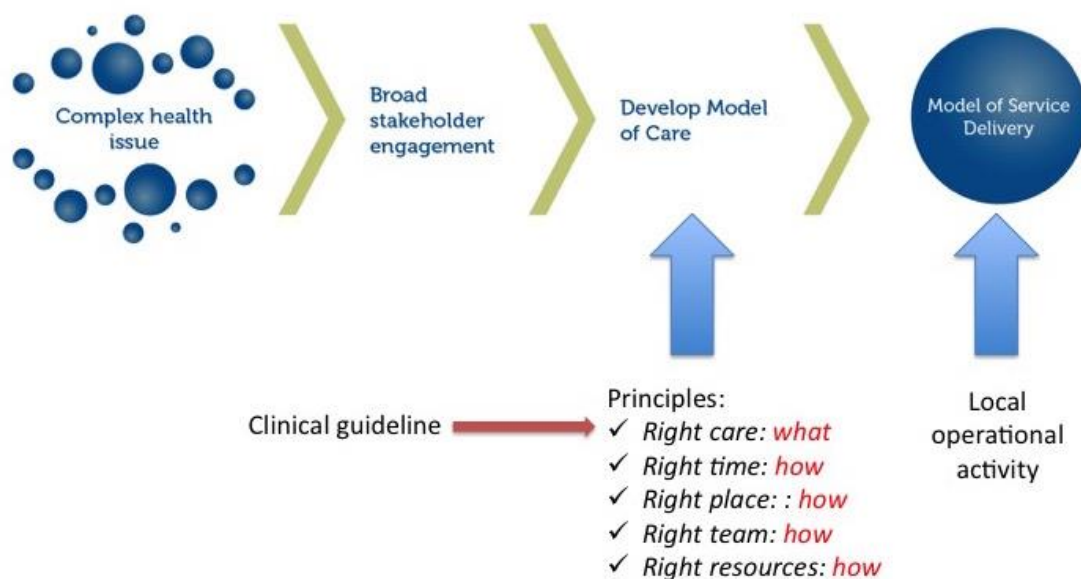 Complex health
issue
Broad
stakeholder
engagement
Develop Model
of Care
Model of Service
Delivery
Clinical guideline
Principles:
✓ Right care: what
✓ Right time: how
✓ Right place: : how
✓ Right team: how
✓ Right resources: how
Local
operational
activity